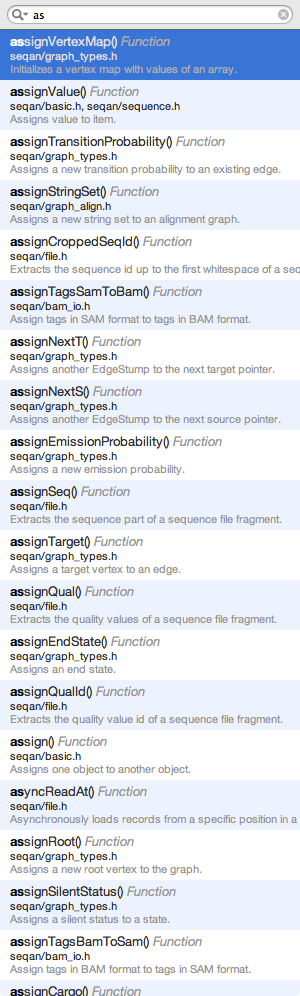 as
assignVertexMap() Function
seqan/graph_types.h
Initializes a vertex map with values of an array.
assignValue() Function
seqan/basic.h, seqan/sequence.h
Assigns value to item.
assignTransitionProbability() Function
seqan/graph_types.h
Assigns a new transition probability to an existing edge.
assignStringSet() Function
seqan/graph_align.h
Assigns a new string set to an alignment graph.
assignCroppedSeqId() Function
seqan/file.h
Extracts the sequence id up to the first whitespace of a seq
assignTagsSamToBam() Function
seqan/bam_io.h
Assign tags in SAM format to tags in BAM format.
assignNextT() Function
seqan/graph_types.h
Assigns another EdgeStump to the next target pointer.
assignNextS() Function
seqan/graph_types.h
Assigns another EdgeStump to the next source pointer.
assignEmissionProbability() Function
seqan/graph_types.h
Assigns a new emission probability.
assignSeq() Function
seqan/file.h
Extracts the sequence part of a sequence file fragment.
assignTarget() Function
seqan/graph_types.h
Assigns a target vertex to an edge.
assignQual() Function
seqan/file.h
Extracts the quality values of a sequence file fragment.
assignEndState() Function
seqan/graph_types.h
Assigns an end state.
assignQualId() Function
seqan/file.h
Extracts the quality value id of a sequence file fragment.
assign() Function
seqan/basic.h
Assigns one object to another object.
asyncReadAt() Function
seqan/file.h
Asynchronously loads records from a specific position in a
assignRoot() Function
seqan/graph_types.h
Assigns a new root vertex to the graph.
assignSilentStatus() Function
seqan/graph_types.h
Assigns a silent status to a state.
assignTagsBamToSam() Function
seqan/bam_io.h
Assign tags in BAM format to tags in SAM format.
assignCargo() Function